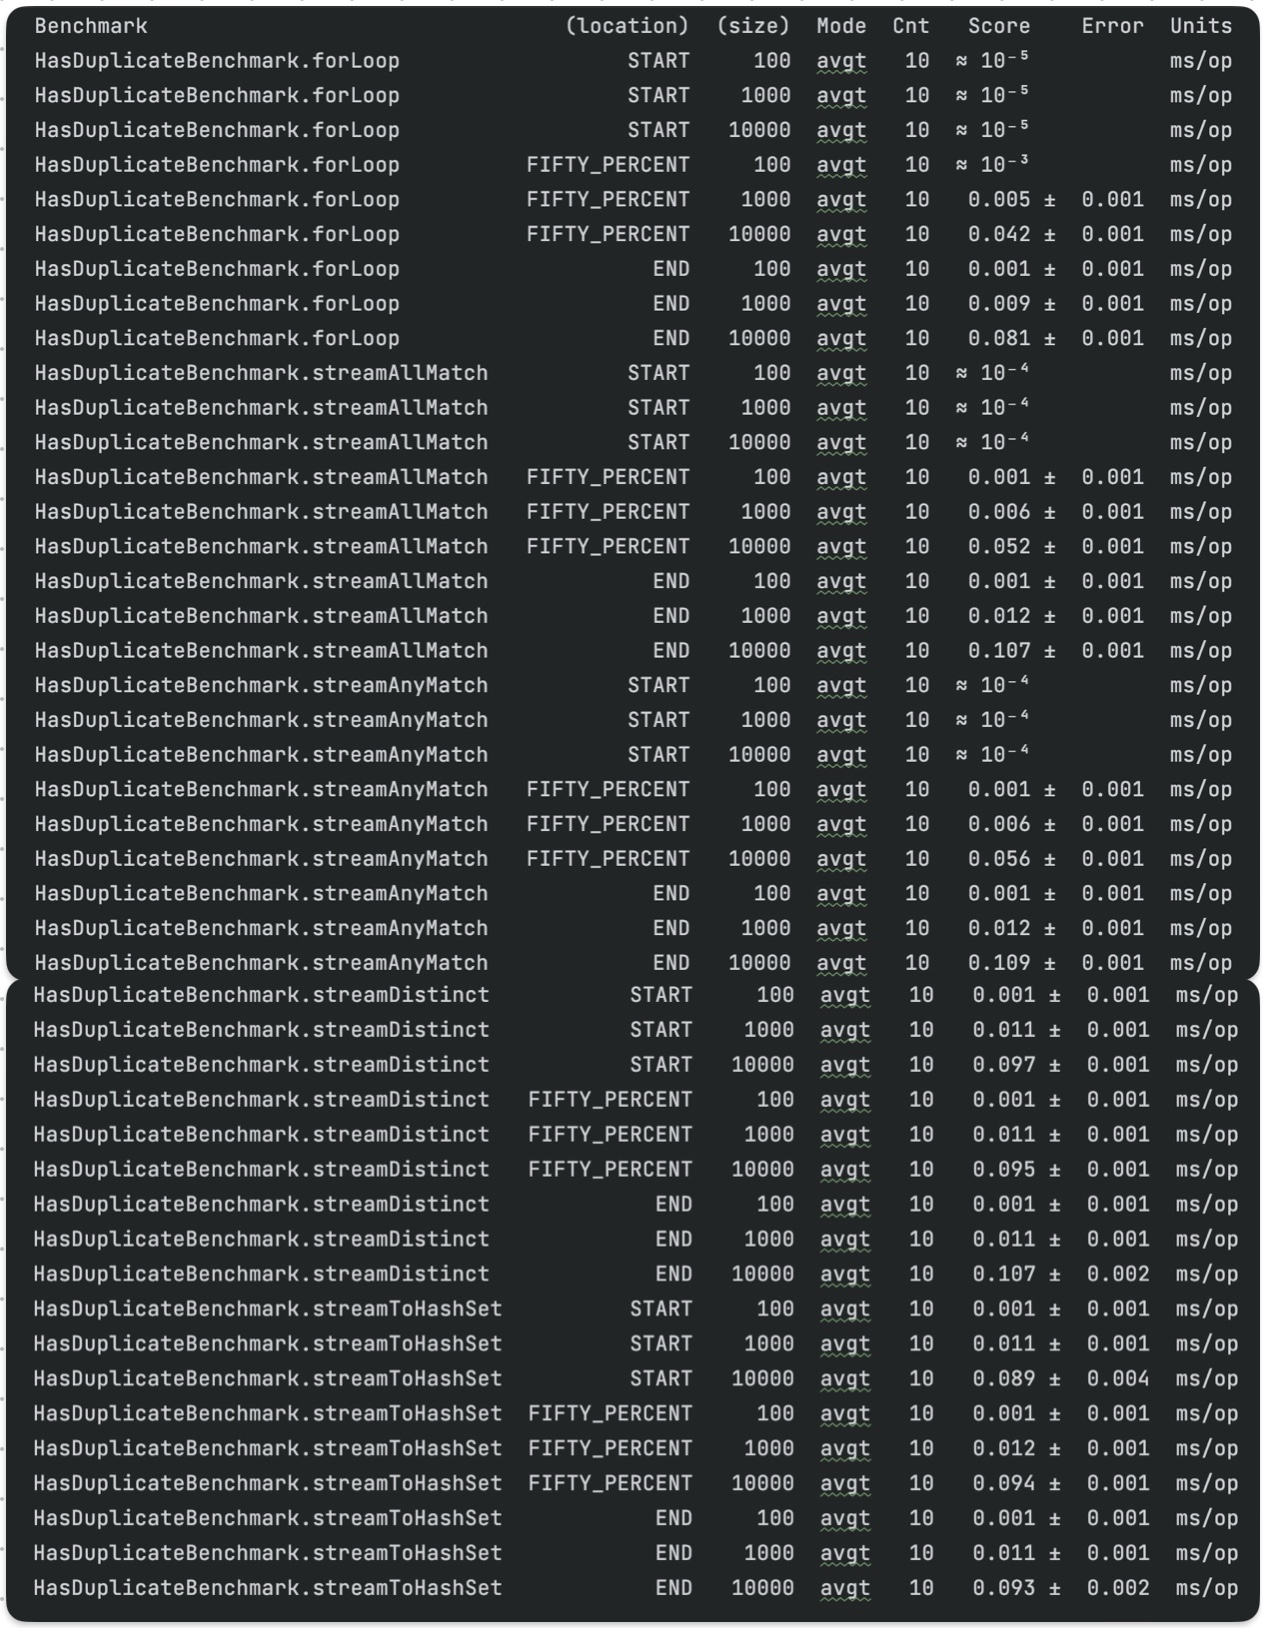 Benchmark (location) (size) Mode Cnt Score Error Units
HasDuplicateBenchmark.forLoop START 100 avgt 10 ≈ 10⁻⁵ ms/op
HasDuplicateBenchmark.forLoop START 1000 avgt 10 ≈ 10⁻⁵ ms/op
HasDuplicateBenchmark.forLoop START 10000 avgt 10 ≈ 10⁻⁵ ms/op
HasDuplicateBenchmark.forLoop FIFTY_PERCENT 100 avgt 10 ≈ 10⁻³ ms/op
HasDuplicateBenchmark.forLoop FIFTY_PERCENT 1000 avgt 10 0.005 ± 0.001 ms/op
HasDuplicateBenchmark.forLoop FIFTY_PERCENT 10000 avgt 10 0.042 ± 0.001 ms/op
HasDuplicateBenchmark.forLoop END 100 avgt 10 0.001 ± 0.001 ms/op
HasDuplicateBenchmark.forLoop END 1000 avgt 10 0.009 ± 0.001 ms/op
HasDuplicateBenchmark.forLoop END 10000 avgt 10 0.081 ± 0.001 ms/op
HasDuplicateBenchmark.streamAllMatch START 100 avgt 10 ≈ 10⁻⁴ ms/op
HasDuplicateBenchmark.streamAllMatch START 1000 avgt 10 ≈ 10⁻⁴ ms/op
HasDuplicateBenchmark.streamAllMatch START 10000 avgt 10 ≈ 10⁻⁴ ms/op
HasDuplicateBenchmark.streamAllMatch FIFTY_PERCENT 100 avgt 10 0.001 ± 0.001 ms/op
HasDuplicateBenchmark.streamAllMatch FIFTY_PERCENT 1000 avgt 10 0.006 ± 0.001 ms/op
HasDuplicateBenchmark.streamAllMatch FIFTY_PERCENT 10000 avgt 10 0.052 ± 0.001 ms/op
HasDuplicateBenchmark.streamAllMatch END 100 avgt 10 0.001 ± 0.001 ms/op
HasDuplicateBenchmark.streamAllMatch END 1000 avgt 10 0.012 ± 0.001 ms/op
HasDuplicateBenchmark.streamAllMatch END 10000 avgt 10 0.107 ± 0.001 ms/op
HasDuplicateBenchmark.streamAnyMatch START 100 avgt 10 ≈ 10⁻⁴ ms/op
HasDuplicateBenchmark.streamAnyMatch START 1000 avgt 10 ≈ 10⁻⁴ ms/op
HasDuplicateBenchmark.streamAnyMatch START 10000 avgt 10 ≈ 10⁻⁴ ms/op
HasDuplicateBenchmark.streamAnyMatch FIFTY_PERCENT 100 avgt 10 0.001 ± 0.001 ms/op
HasDuplicateBenchmark.streamAnyMatch FIFTY_PERCENT 1000 avgt 10 0.006 ± 0.001 ms/op
HasDuplicateBenchmark.streamAnyMatch FIFTY_PERCENT 10000 avgt 10 0.056 ± 0.001 ms/op
HasDuplicateBenchmark.streamAnyMatch END 100 avgt 10 0.001 ± 0.001 ms/op
HasDuplicateBenchmark.streamAnyMatch END 1000 avgt 10 0.012 ± 0.001 ms/op
HasDuplicateBenchmark.streamAnyMatch END 10000 avgt 10 0.109 ± 0.001 ms/op
HasDuplicateBenchmark.streamDistinct START 100 avgt 10 0.001 ± 0.001 ms/op
HasDuplicateBenchmark.streamDistinct START 1000 avgt 10 0.011 ± 0.001 ms/op
HasDuplicateBenchmark.streamDistinct START 10000 avgt 10 0.097 ± 0.001 ms/op
HasDuplicateBenchmark.streamDistinct FIFTY_PERCENT 100 avgt 10 0.001 ± 0.001 ms/op
HasDuplicateBenchmark.streamDistinct FIFTY_PERCENT 1000 avgt 10 0.011 ± 0.001 ms/op
HasDuplicateBenchmark.streamDistinct FIFTY_PERCENT 10000 avgt 10 0.095 ± 0.001 ms/op
HasDuplicateBenchmark.streamDistinct END 100 avgt 10 0.001 ± 0.001 ms/op
HasDuplicateBenchmark.streamDistinct END 1000 avgt 10 0.011 ± 0.001 ms/op
HasDuplicateBenchmark.streamDistinct END 10000 avgt 10 0.107 ± 0.002 ms/op
HasDuplicateBenchmark.streamToHashSet START 100 avgt 10 0.001 ± 0.001 ms/op
HasDuplicateBenchmark.streamToHashSet START 1000 avgt 10 0.011 ± 0.001 ms/op
HasDuplicateBenchmark.streamToHashSet START 10000 avgt 10 0.089 ± 0.004 ms/op
HasDuplicateBenchmark.streamToHashSet FIFTY_PERCENT 100 avgt 10 0.001 ± 0.001 ms/op
HasDuplicateBenchmark.streamToHashSet FIFTY_PERCENT 1000 avgt 10 0.012 ± 0.001 ms/op
HasDuplicateBenchmark.streamToHashSet FIFTY_PERCENT 10000 avgt 10 0.094 ± 0.001 ms/op
HasDuplicateBenchmark.streamToHashSet END 100 avgt 10 0.001 ± 0.001 ms/op
HasDuplicateBenchmark.streamToHashSet END 1000 avgt 10 0.011 ± 0.001 ms/op
HasDuplicateBenchmark.streamToHashSet END 10000 avgt 10 0.093 ± 0.002 ms/op